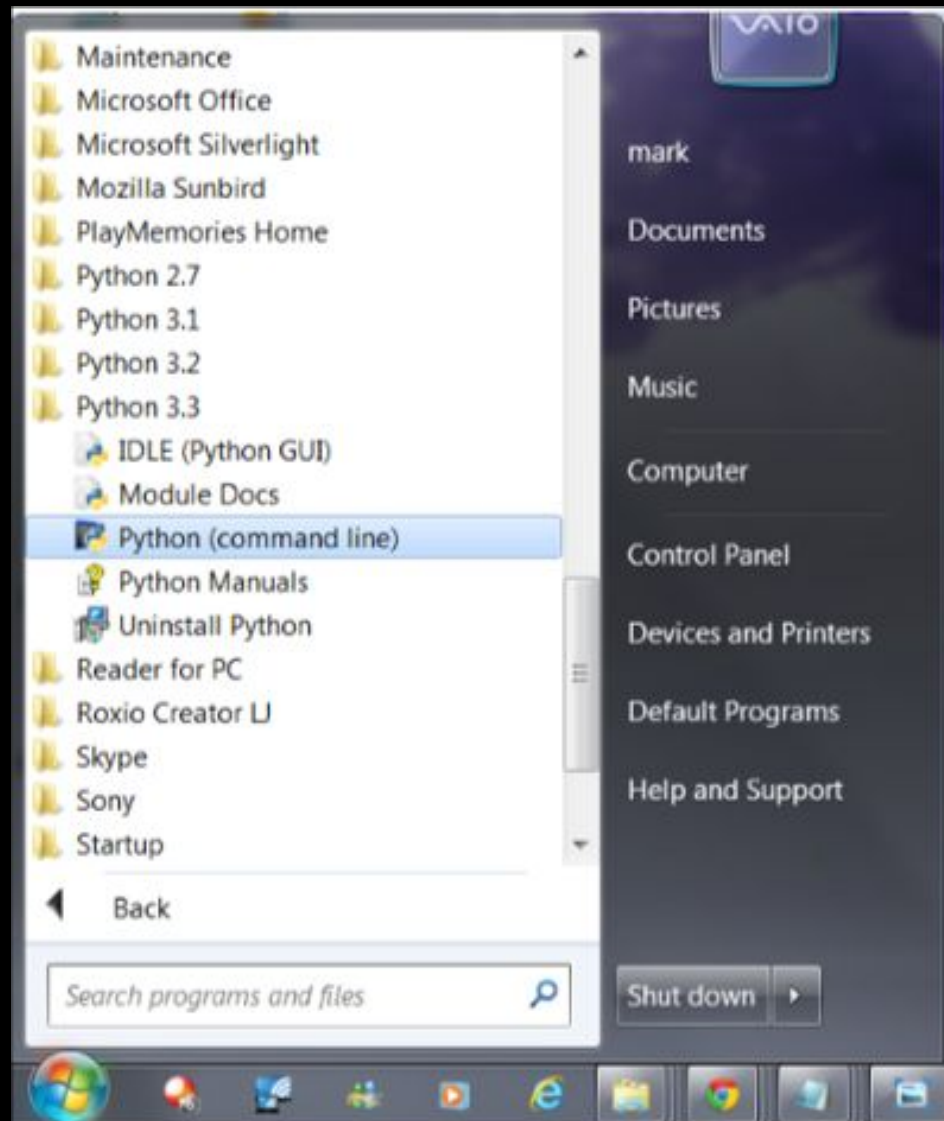 Maintenance
Microsoft Office
Microsoft Silverlight
Mozilla Sunbird
PlayMemories Home
Python 2.7
Python 3.1
Python 3.2
Python 3.3
IDLE (Python GUI)
Module Docs
Python (command line)
Python Manuals
Uninstall Python
Reader for PC
Roxio Creator LJ
Skype
Sony
Startup
Back
Search programs and files
VAIO
mark
Documents
Pictures
Music
Computer
Control Panel
Devices and Printers
Default Programs
Help and Support
Shut down